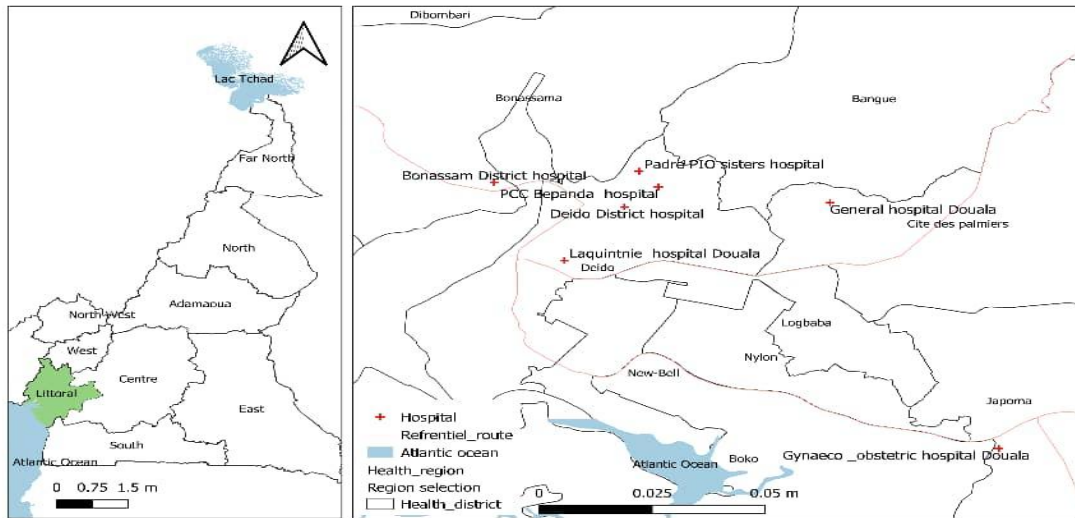 Lac Tchad
Far North
North
Adamaoua
North-West
West
Littoral
Centre
East
South
Atlantic Ocean
0 0.75 1.5 m
Dibombari
Bonassama
Bangue
Padre PIO sisters hospital
Bonassam District hospital
PCC Bepanda hospital
Deido District hospital
General hospital Douala
Cite des palmiers
Laquintnie hospital Douala
Deido
Logbaba
Nylon
New-Bell
Japoma
Hospital
Refrentiel_route
Atlantic ocean
Health_region
Region selection
Health_district
Atlantic Ocean
Boko
Gynaeco _obstetric hospital Douala
0 0.025 0.05 m